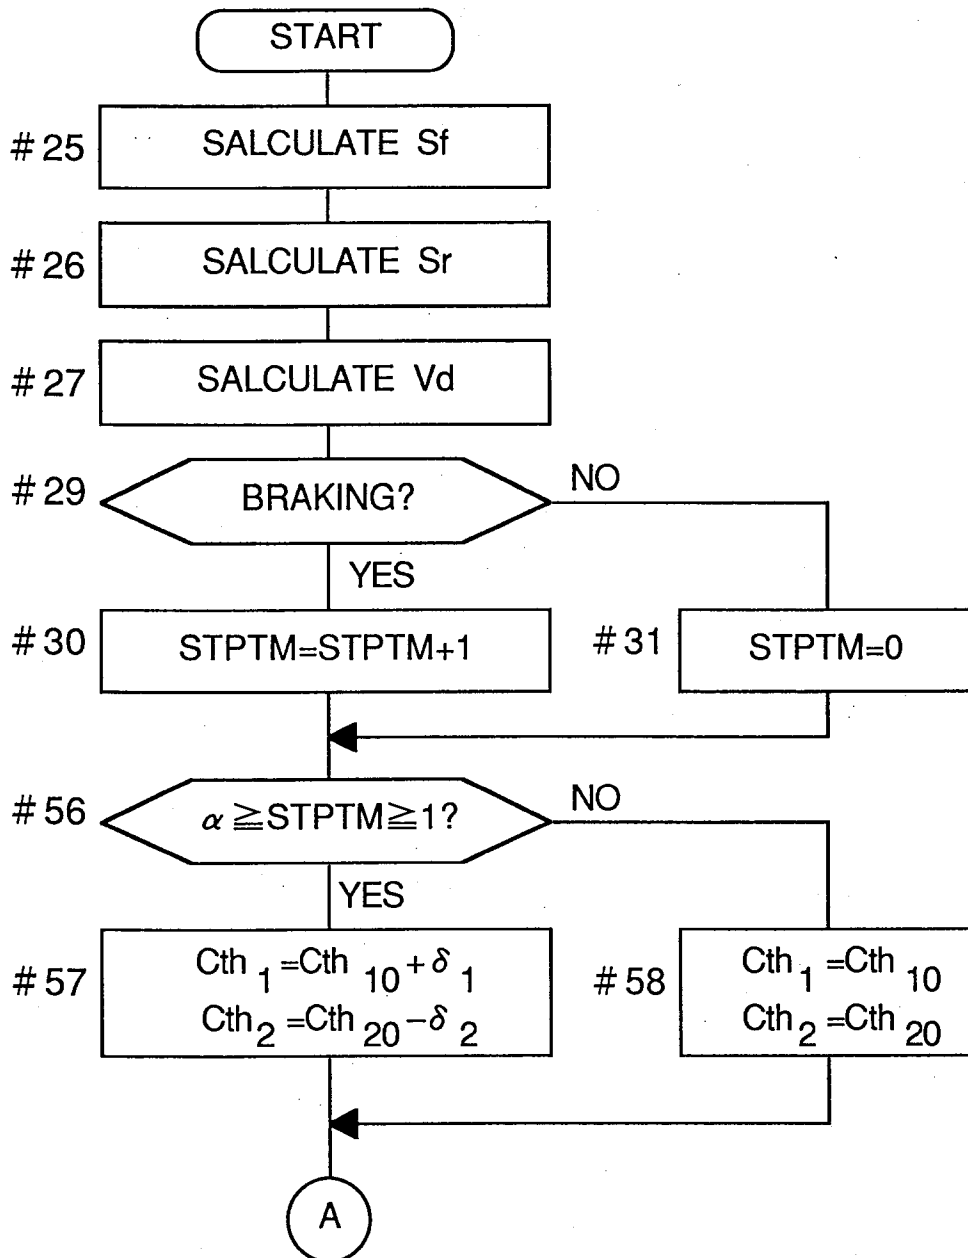 START
#25 SALCULATE Sf
#26 SALCULATE Sr
#27 SALCULATE Vd
#29 BRAKING? NO
YES
#30 STPTM=STPTM+1 #31 STPTM=0
#56 α≧STPTM≧1? NO
YES
#57 Cth₁=Cth₁₀+δ₁ #58 Cth₁=Cth₁₀
Cth₂=Cth₂₀−δ₂ Cth₂=Cth₂₀
A